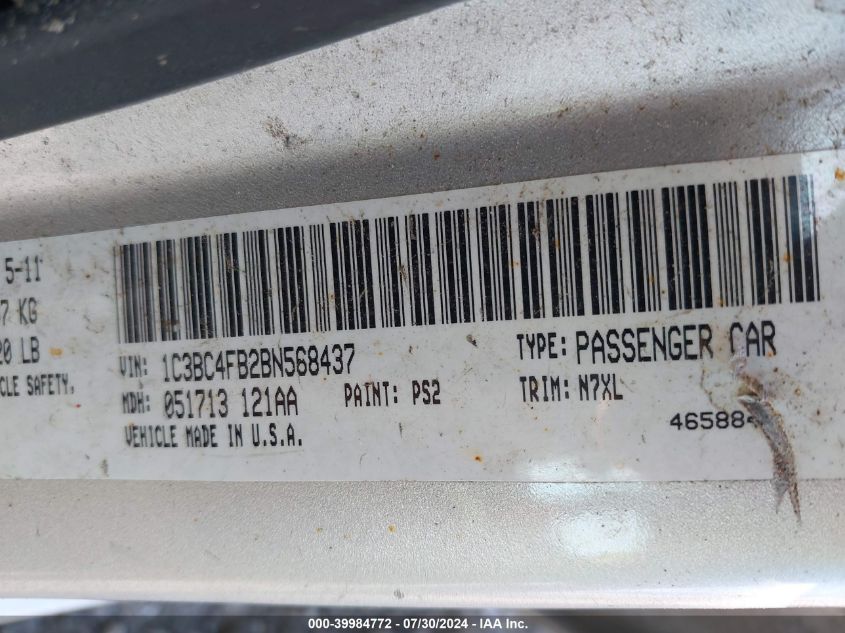 5-11
7 KG
20 LB
CLE SAFETY,
VIN: 1C3BC4FB2BN568437
TYPE: PASSENGER CAR
MDH: 051713 121AA
PAINT: PS2
TRIM: N7XL
VEHICLE MADE IN U.S.A.
46588
000-39984772 - 07/30/2024 - IAA Inc.